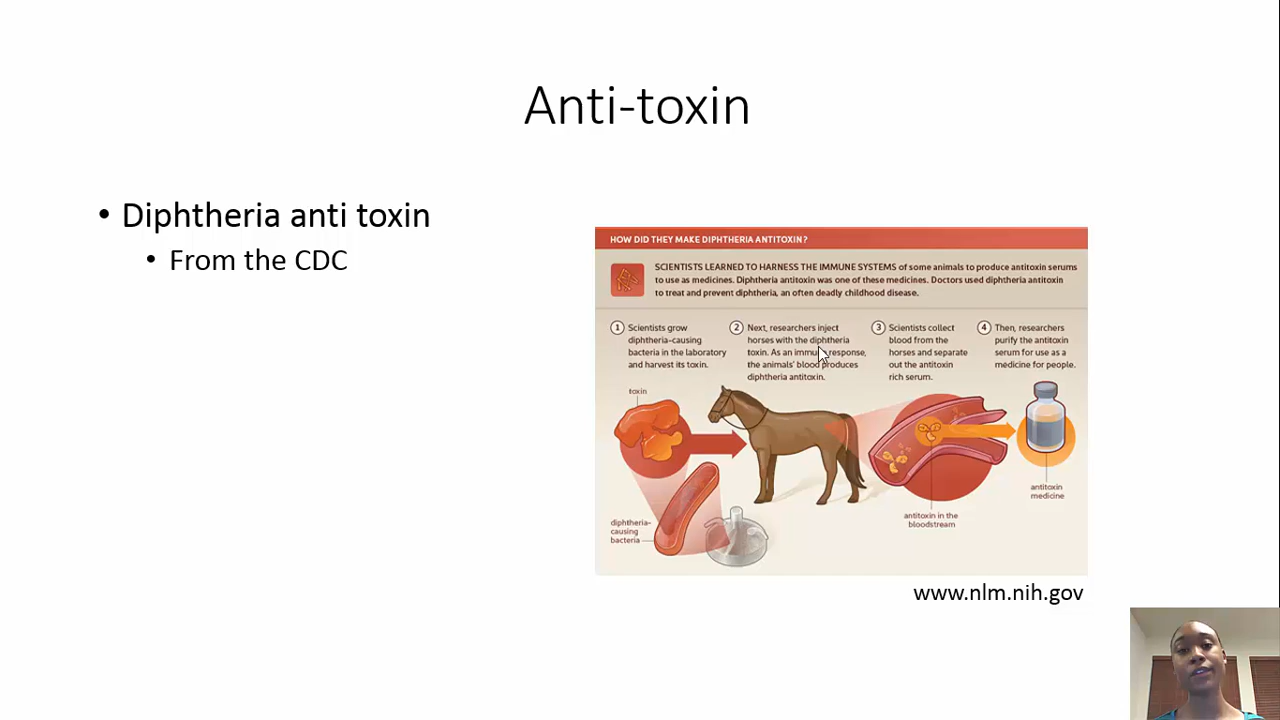 Anti-toxin
• Diphtheria anti toxin
• From the CDC
HOW DID THEY MAKE DIPHTHERIA ANTITOXIN?
SCIENTISTS LEARNED TO HARNESS THE IMMUNE SYSTEMS of some animals to produce antitoxin serums
to use as medicines. Diphtheria antitoxin was one of these medicines. Doctors used diphtheria antitoxin
to treat and prevent diphtheria, an often deadly childhood disease.
1 Scientists grow
diphtheria-causing
bacteria in the laboratory
and harvest its toxin.
2 Next, researchers inject
horses with the diphtheria
toxin. As an immune response,
the animals' blood produces
diphtheria antitoxin.
3 Scientists collect
blood from the
horses and separate
out the antitoxin
rich serum.
4 Then, researchers
purify the antitoxin
serum for use as a
medicine for people.
toxin
diphtheria-
causing
bacteria
antitoxin in the
bloodstream
antitoxin
medicine
www.nlm.nih.gov